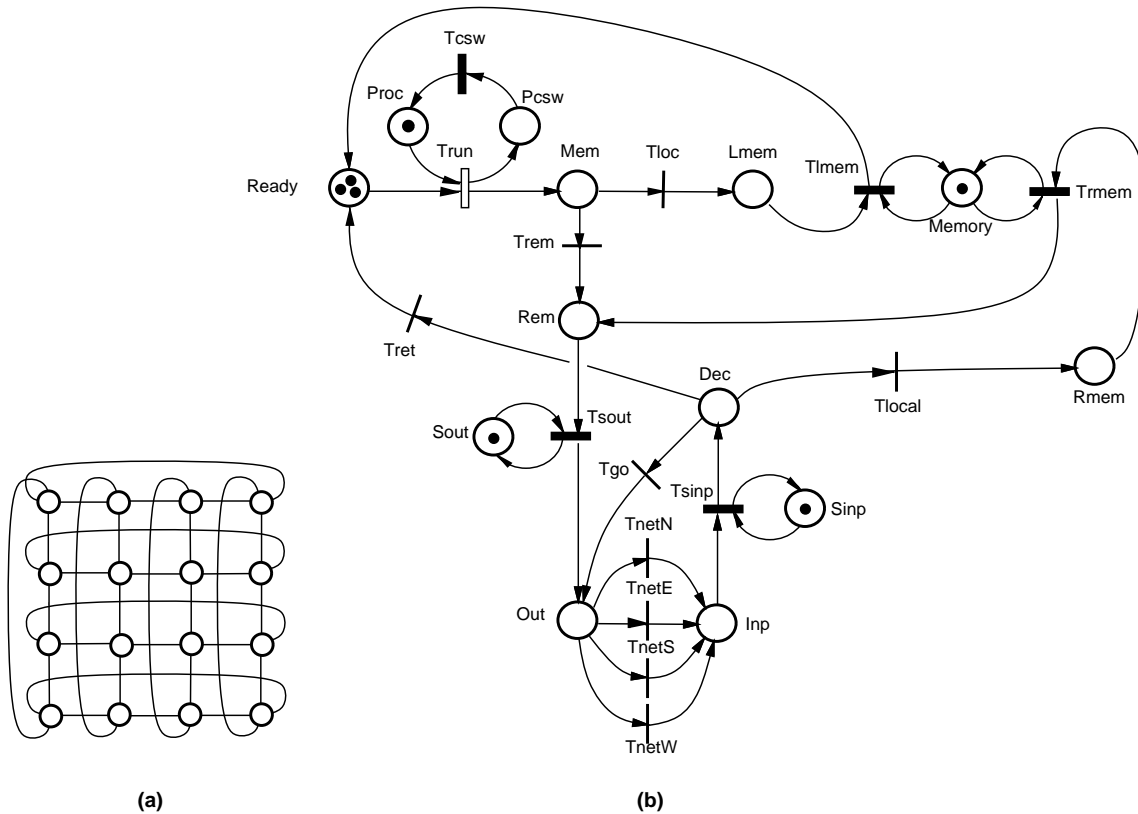 Tcsw
Proc
Pcsw
Trun
Mem
Tloc
Lmem
Tlmem
Ready
Trmem
Memory
Trem
Rem
Tret
Dec
Rmem
Tlocal
Sout
Tsout
Tgo
Tsinp
Sinp
TnetN
TnetE
Out
Inp
TnetS
TnetW
(a)
(b)